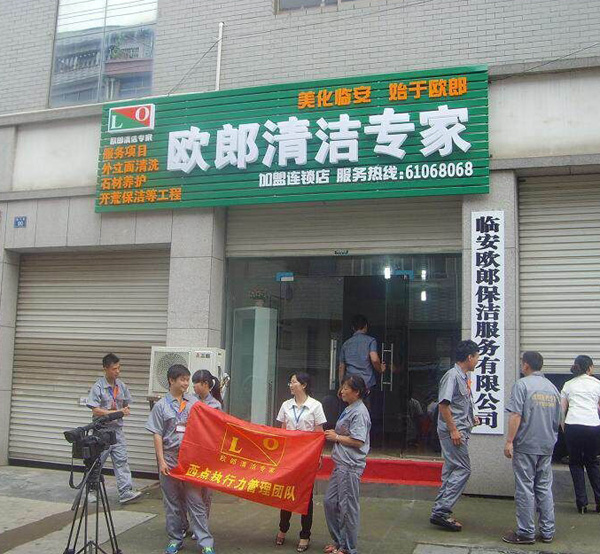 美化临安 始于欧郎
L O
欧郎清洁专家
服务项目
外立面清洗
石材养护
开荒保洁等工程
欧郎清洁专家
加盟连锁店 服务热线:61068068
临安欧郎保洁服务有限公司
L O
欧郎清洁专家
西点执行力管理团队